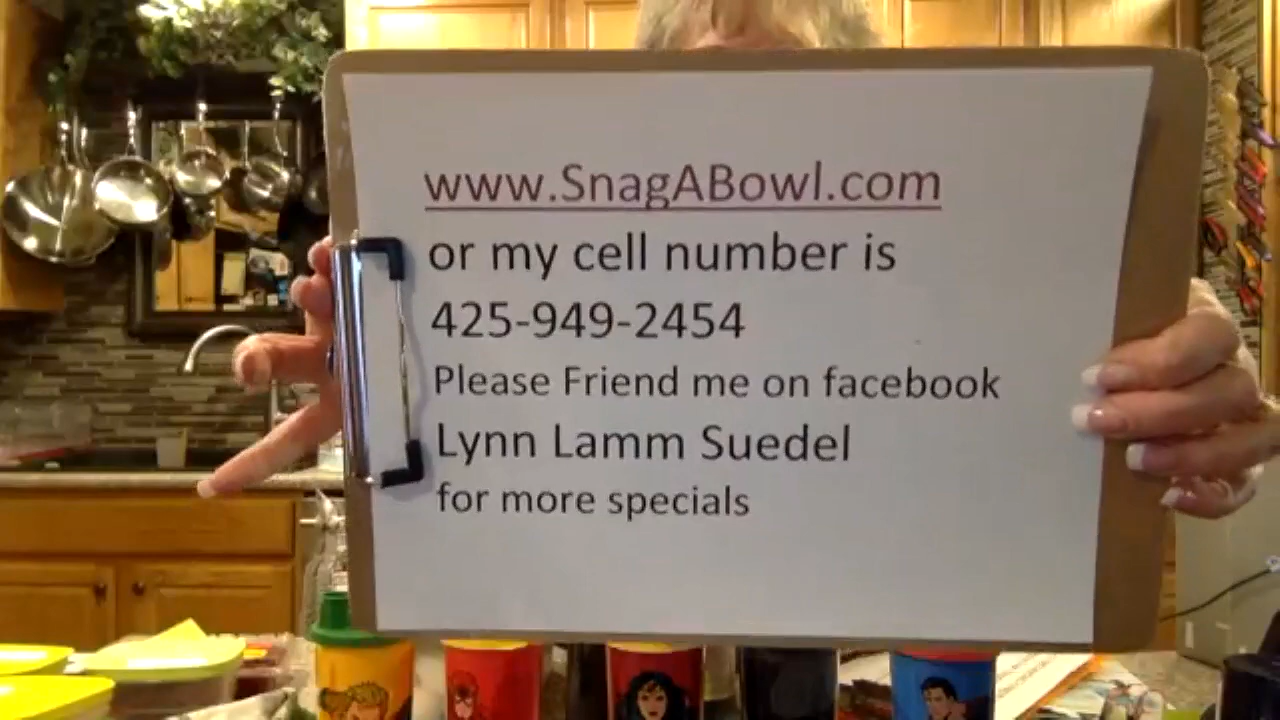 www.SnagABowl.com
or my cell number is
425-949-2454
Please Friend me on facebook
Lynn Lamm Suedel
for more specials